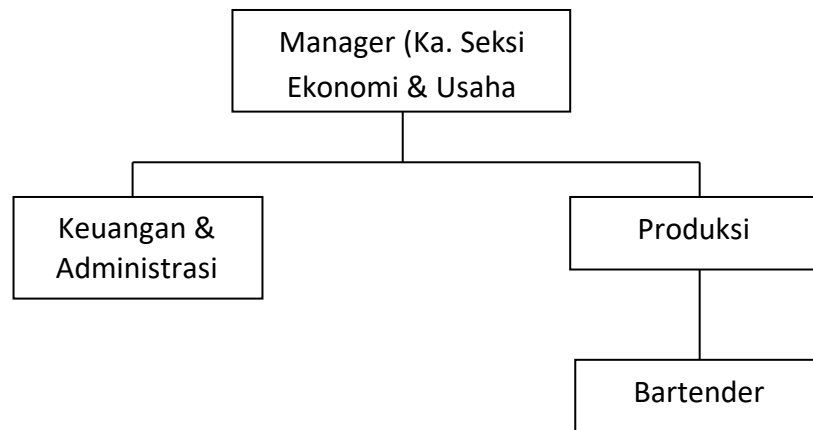 Manager (Ka. Seksi
Ekonomi & Usaha
Keuangan &
Administrasi
Produksi
Bartender